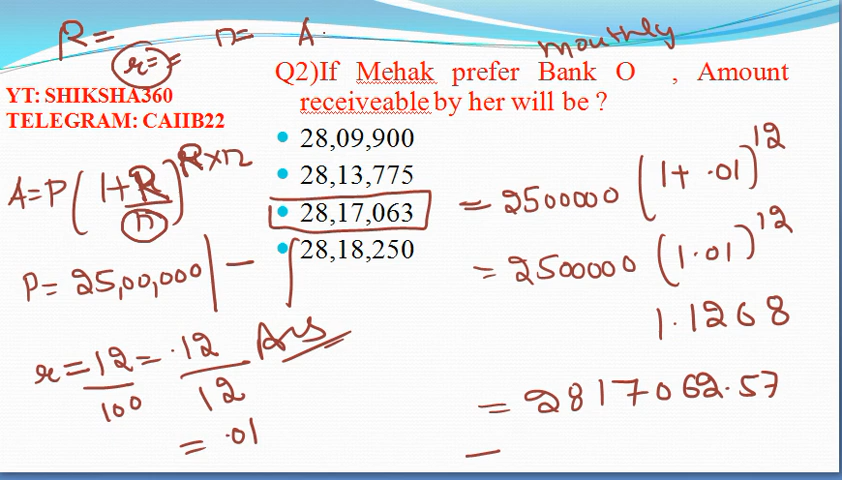 R= n= A
r= =
monthly
Q2)If Mehak prefer Bank O , Amount
receiveable by her will be ?
YT: SHIKSHA360
TELEGRAM: CAIIB22
• 28,09,900
• 28,13,775
• 28,17,063
• 28,18,250
A=P(1+R/n)^R×n
P= 25,00,000 -
r=12/100=.12/12 Ans
= .01
= 2500000 (1+ .01)^12
= 2500000 (1.01)^12
1.1268
= 2817062.57